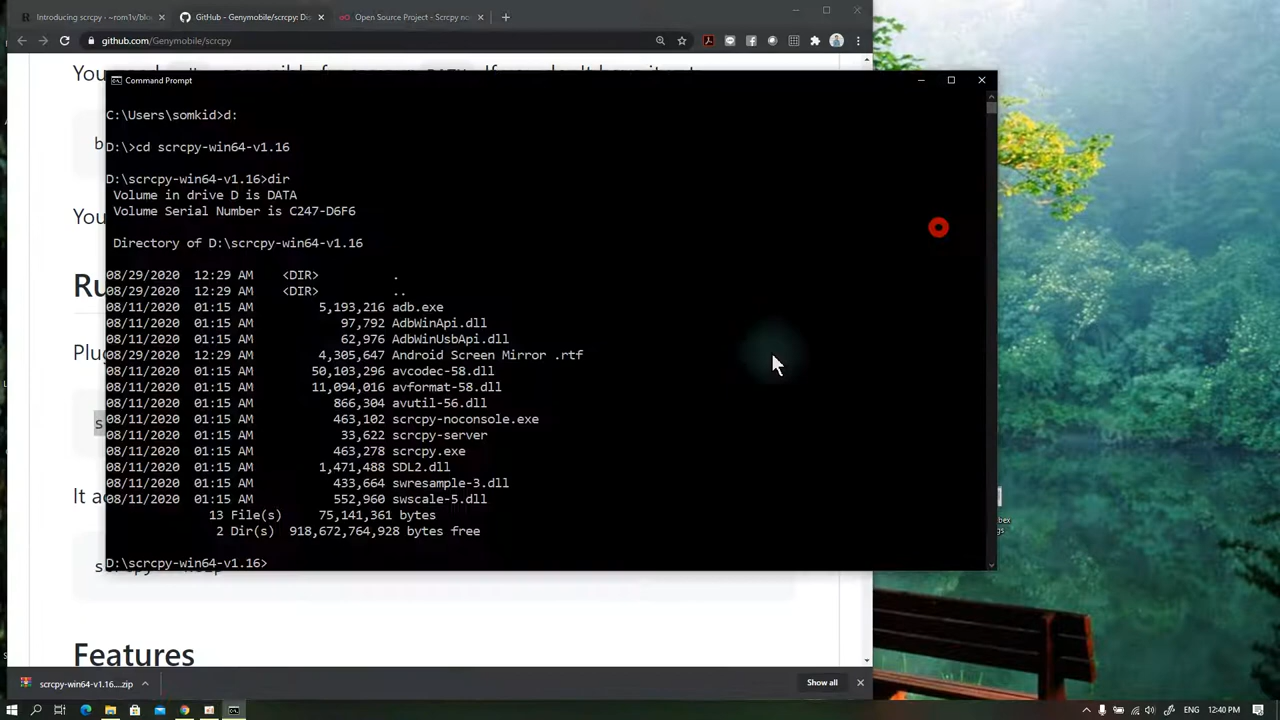 Introducing scrcpy - ~rom1v/blo
GitHub - Genymobile/scrcpy: Di
Open Source Project - Scrcpy no
github.com/Genymobile/scrcpy
You
Command Prompt
C:\Users\somkid>d:
b
D:\>cd scrcpy-win64-v1.16
D:\scrcpy-win64-v1.16>dir
Volume in drive D is DATA
Volume Serial Number is C247-D6F6
You
Directory of D:\scrcpy-win64-v1.16
08/29/2020  12:29 AM    <DIR>          .
08/29/2020  12:29 AM    <DIR>          ..
Ru
08/11/2020  01:15 AM         5,193,216 adb.exe
08/11/2020  01:15 AM            97,792 AdbWinApi.dll
08/11/2020  01:15 AM            62,976 AdbWinUsbApi.dll
Plug
08/29/2020  12:29 AM         4,305,647 Android Screen Mirror .rtf
08/11/2020  01:15 AM        50,103,296 avcodec-58.dll
08/11/2020  01:15 AM        11,094,016 avformat-58.dll
08/11/2020  01:15 AM           866,304 avutil-56.dll
08/11/2020  01:15 AM           463,102 scrcpy-noconsole.exe
s
08/11/2020  01:15 AM            33,622 scrcpy-server
08/11/2020  01:15 AM           463,278 scrcpy.exe
08/11/2020  01:15 AM         1,471,488 SDL2.dll
08/11/2020  01:15 AM           433,664 swresample-3.dll
It a
08/11/2020  01:15 AM           552,960 swscale-5.dll
13 File(s)     75,141,361 bytes
2 Dir(s)  918,672,764,928 bytes free
D:\scrcpy-win64-v1.16>
Features
scrcpy-win64-v1.16....zip
Show all
ENG
12:40 PM